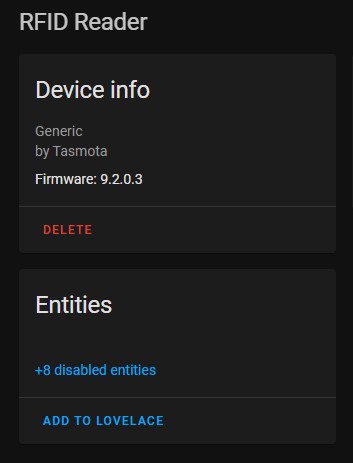 RFID Reader
Device info
Generic
by Tasmota
Firmware: 9.2.0.3
DELETE
Entities
+8 disabled entities
ADD TO LOVELACE